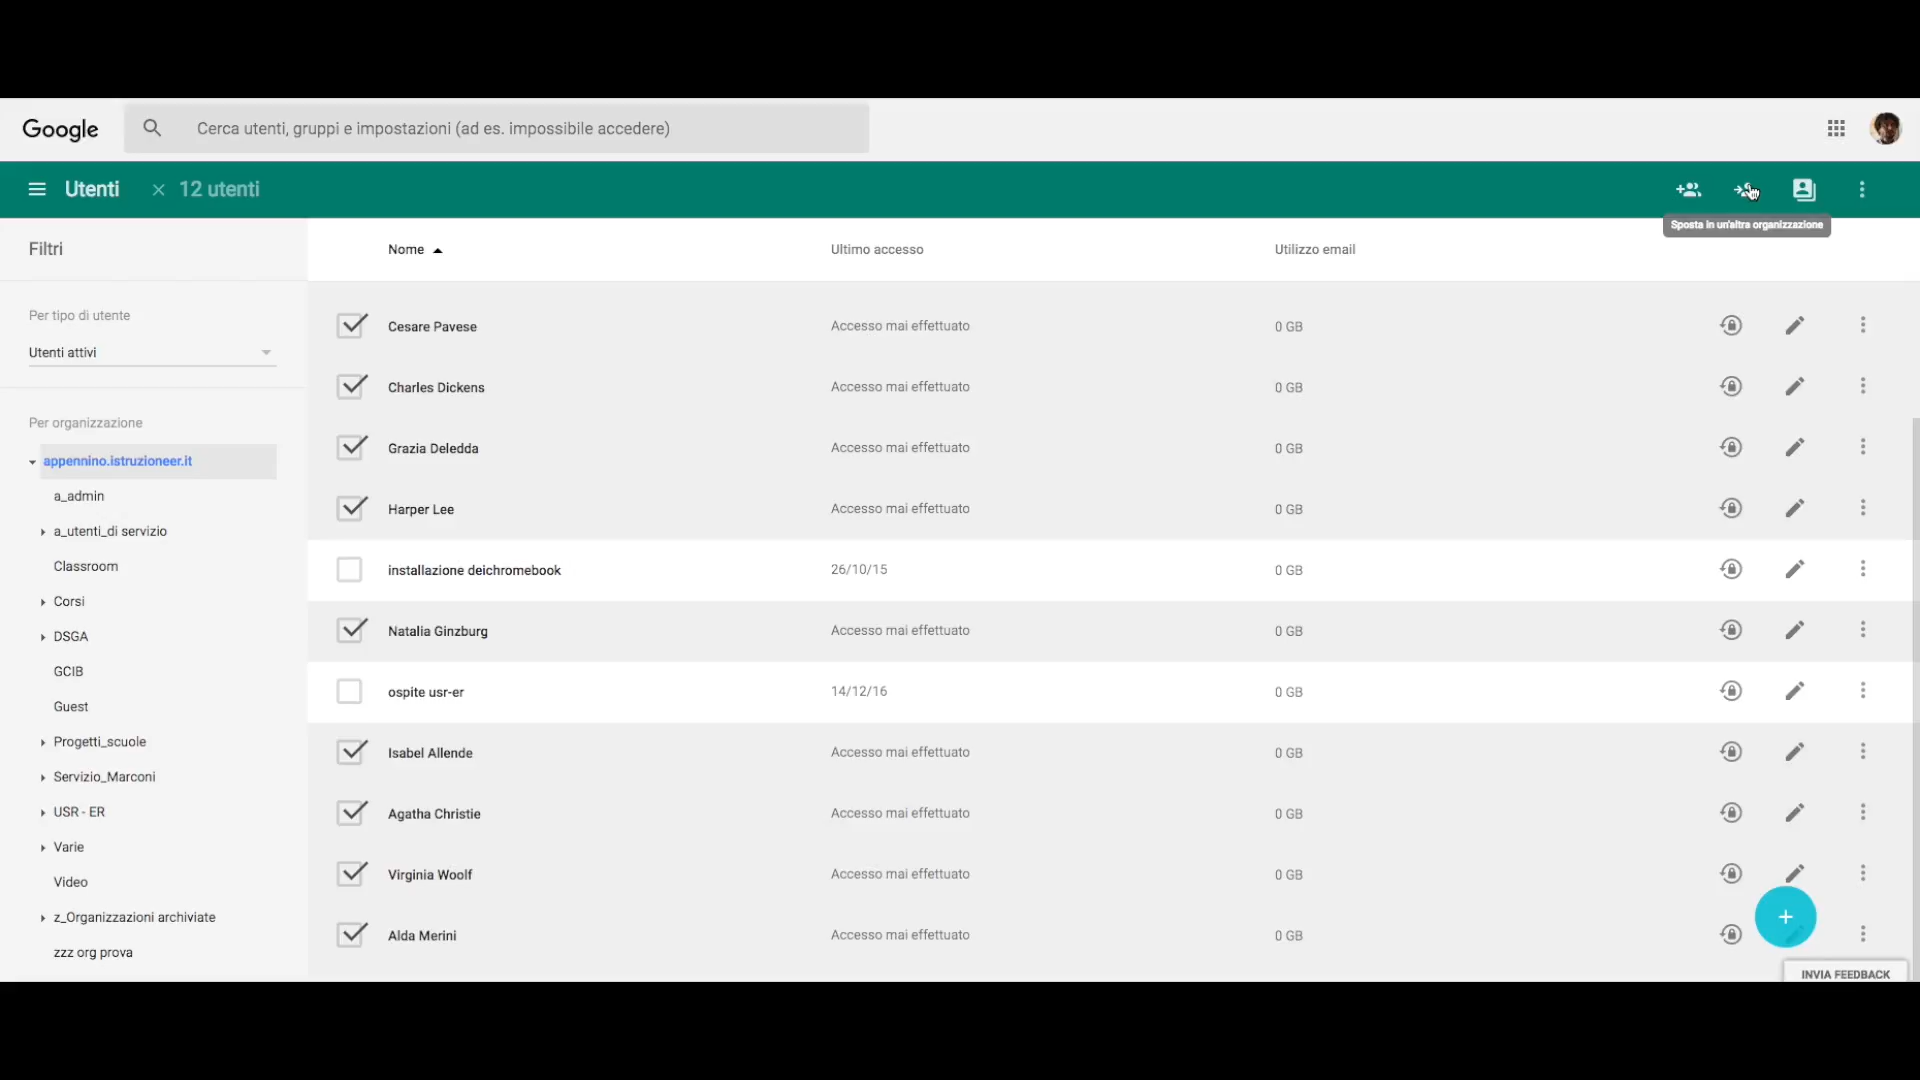 Google
Cerca utenti, gruppi e impostazioni (ad es. impossibile accedere)
Utenti × 12 utenti
Sposta in un'altra organizzazione
Filtri
Nome Ultimo accesso Utilizzo email
Per tipo di utente
Utenti attivi
Per organizzazione
appennino.istruzioneer.it
a_admin
a_utenti_di servizio
Classroom
Corsi
DSGA
GCIB
Guest
Progetti_scuole
Servizio_Marconi
USR - ER
Varie
Video
z_Organizzazioni archiviate
zzz org prova
Cesare Pavese Accesso mai effettuato 0 GB
Charles Dickens Accesso mai effettuato 0 GB
Grazia Deledda Accesso mai effettuato 0 GB
Harper Lee Accesso mai effettuato 0 GB
installazione deichromebook 26/10/15 0 GB
Natalia Ginzburg Accesso mai effettuato 0 GB
ospite usr-er 14/12/16 0 GB
Isabel Allende Accesso mai effettuato 0 GB
Agatha Christie Accesso mai effettuato 0 GB
Virginia Woolf Accesso mai effettuato 0 GB
Alda Merini Accesso mai effettuato 0 GB
INVIA FEEDBACK